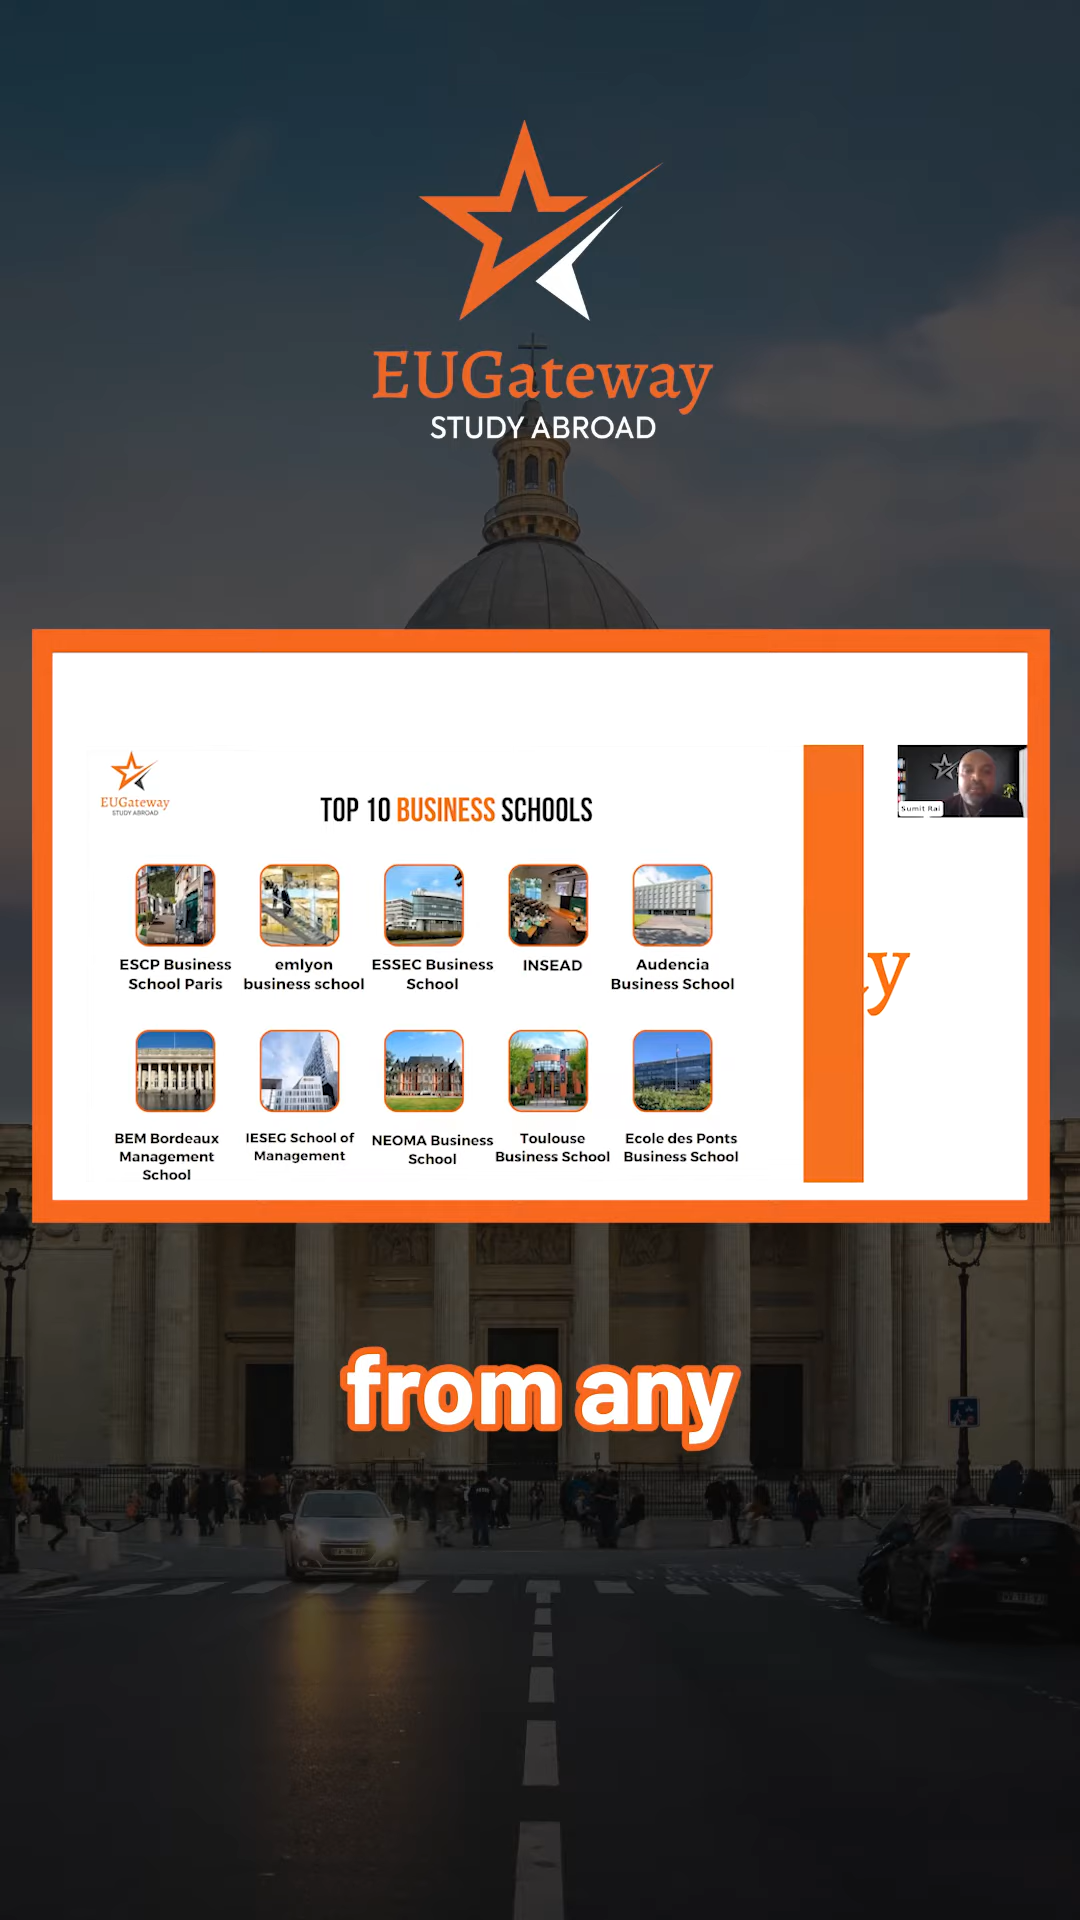 EUGateway
STUDY ABROAD
EUGateway
STUDY ABROAD
TOP 10 BUSINESS SCHOOLS
Sumit Rai
ESCP Business
School Paris
emlyon
business school
ESSEC Business
School
INSEAD
Audencia
Business School
y
BEM Bordeaux
Management
School
IESEG School of
Management
NEOMA Business
School
Toulouse
Business School
Ecole des Ponts
Business School
from any